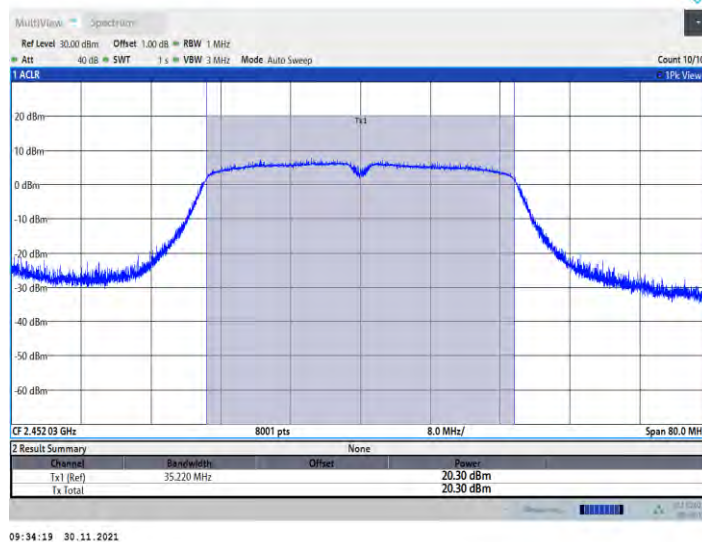 MultiView Spectrum
Ref Level 30.00 dBm Offset 1.00 dB RBW 1 MHz
Att 40 dB SWT 1 s VBW 3 MHz Mode Auto Sweep Count 10/10
1 ACLR 1Pk View
Tx1
20 dBm
10 dBm
0 dBm
-10 dBm
-20 dBm
-30 dBm
-40 dBm
-50 dBm
-60 dBm
CF 2.452 03 GHz 8001 pts 8.0 MHz/ Span 80.0 MH
2 Result Summary None
Channel Bandwidth Offset Power
Tx1 (Ref) 35.220 MHz 20.30 dBm
Tx Total 20.30 dBm
09:34:19 30.11.2021